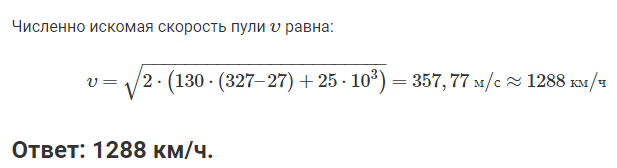 Численно искомая скорость пули υ равна:
υ = √2 · (130 · (327–27) + 25 · 10³) = 357, 77 м/с ≈ 1288 км/ч
Ответ: 1288 км/ч.